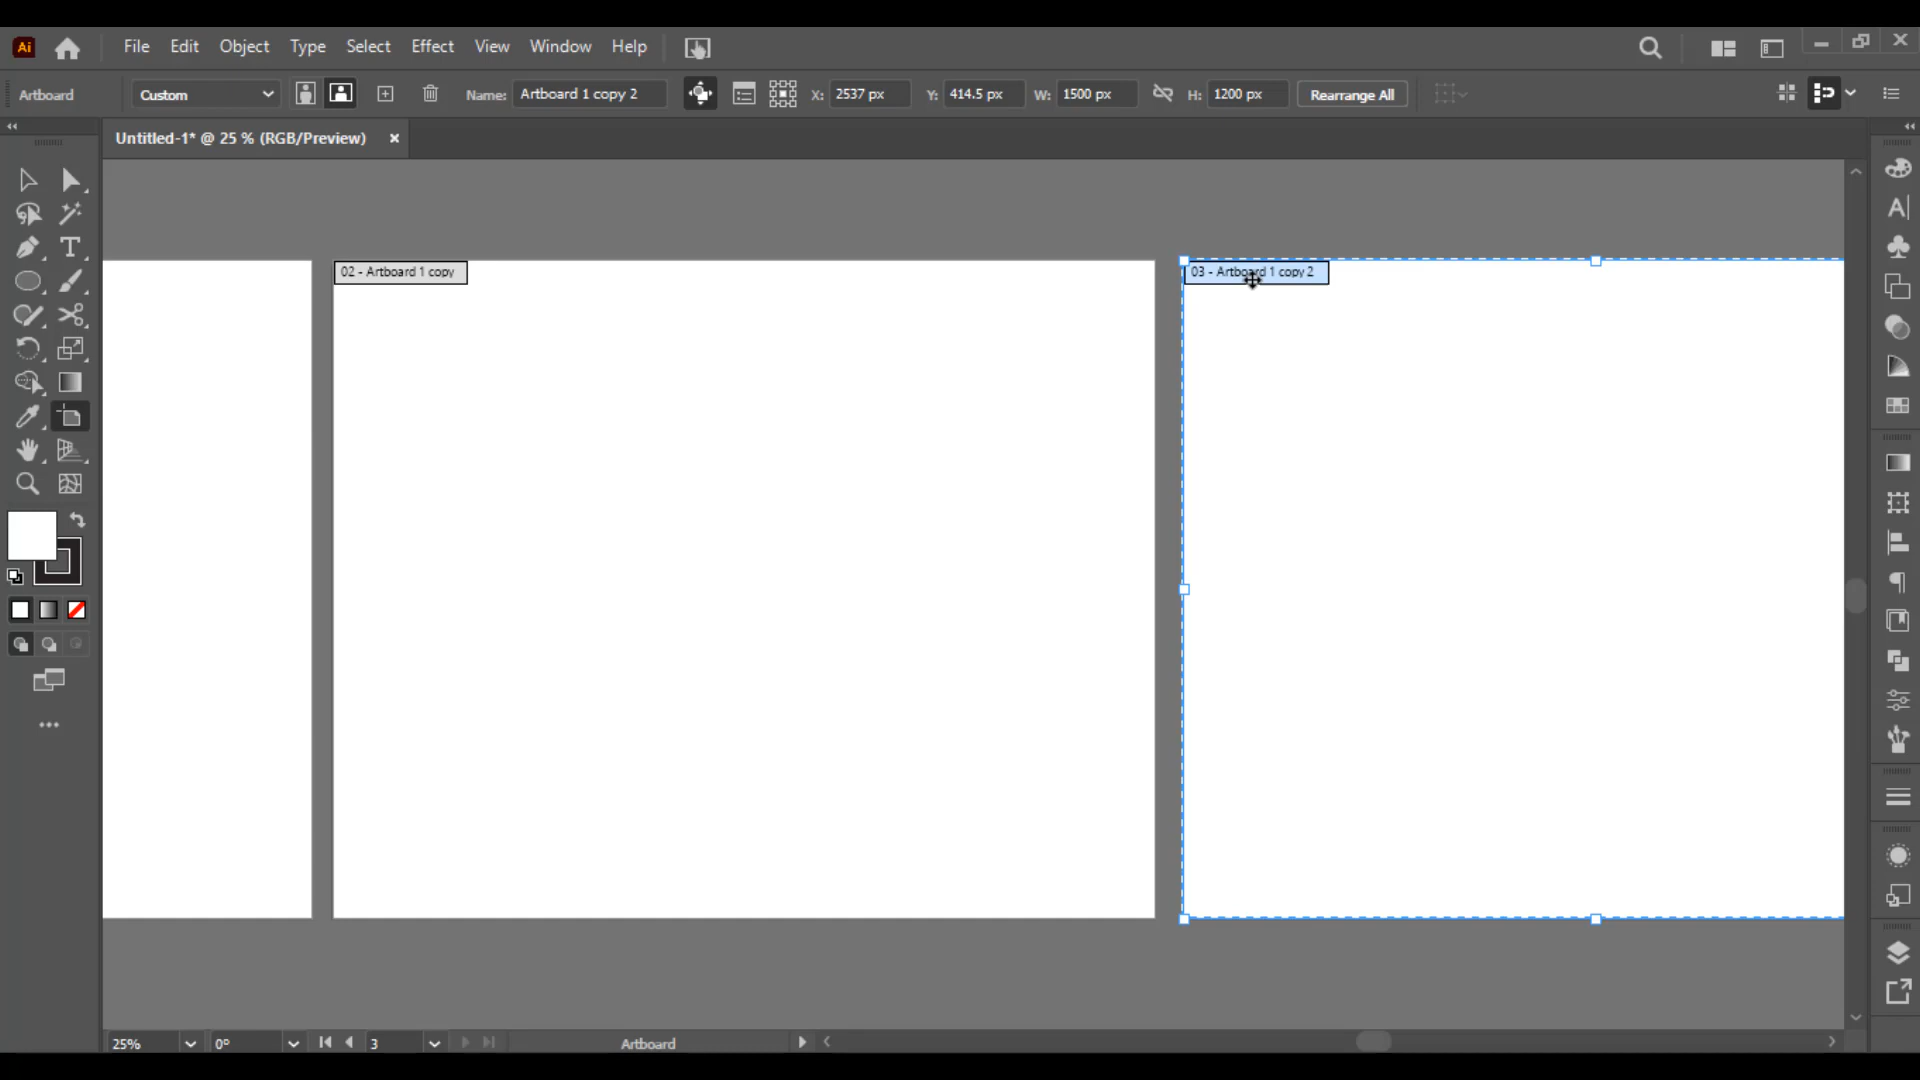 Ai File Edit Object Type Select Effect View Window Help
Artboard Custom Name: Artboard 1 copy 2 X: 2537 px Y: 414.5 px W: 1500 px H: 1200 px Rearrange All
Untitled-1* @ 25 % (RGB/Preview)
02 - Artboard 1 copy
03 - Artboard 1 copy 2
25% 0° 3 Artboard